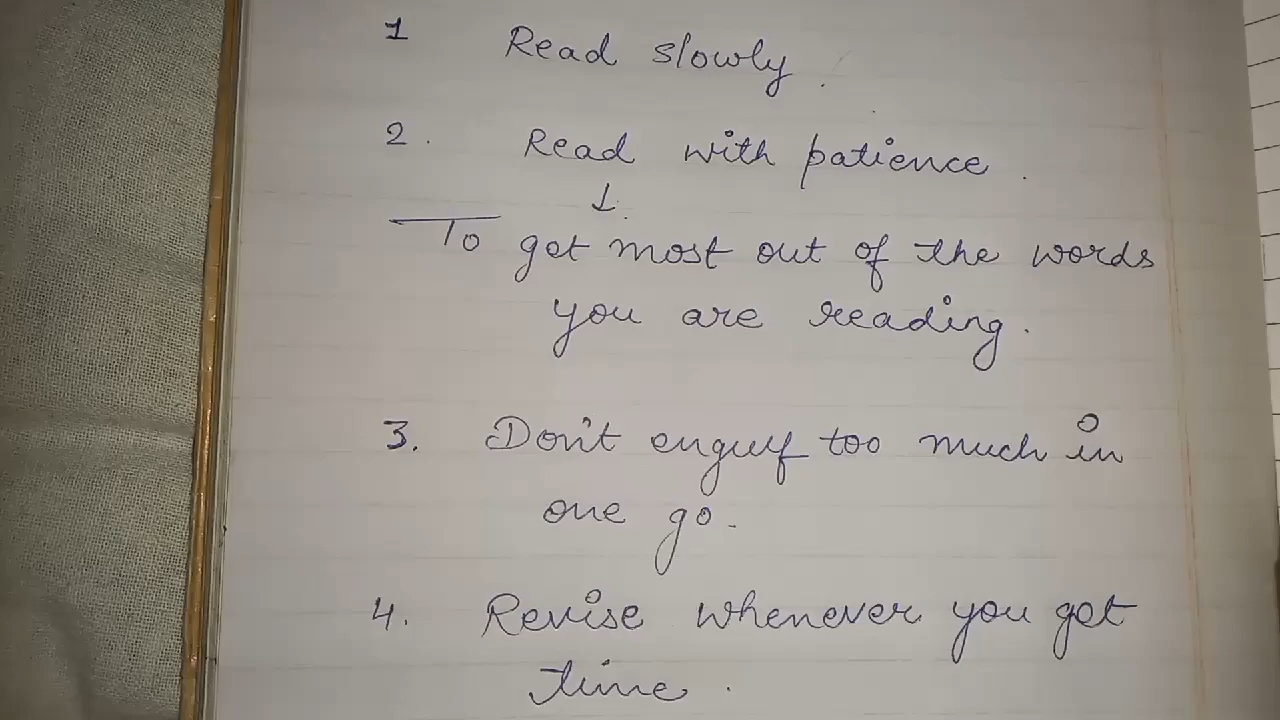 1 Read slowly.
2. Read with patience.
↓
To get most out of the words
you are reading.
3. Don't engulf too much in
one go.
4. Revise whenever you get
time.